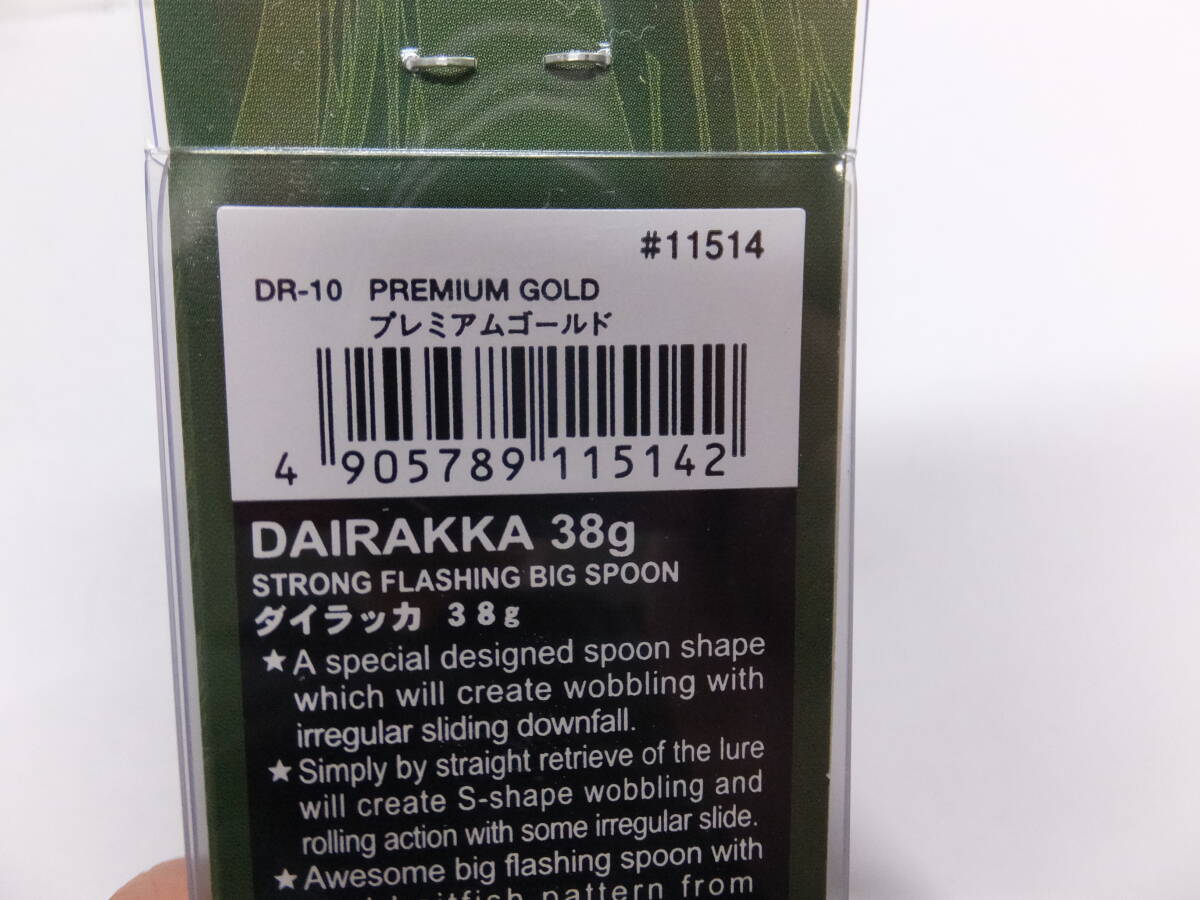 #11514
DR-10 PREMIUM GOLD
プレミアムゴールド
4 905789 115142
DAIRAKKA 38g
STRONG FLASHING BIG SPOON
ダイラッカ 38g
★A special designed spoon shape
which will create wobbling with
irregular sliding downfall.
★Simply by straight retrieve of the lure
will create S-shape wobbling and
rolling action with some irregular slide.
★Awesome big flashing spoon with
pattern from